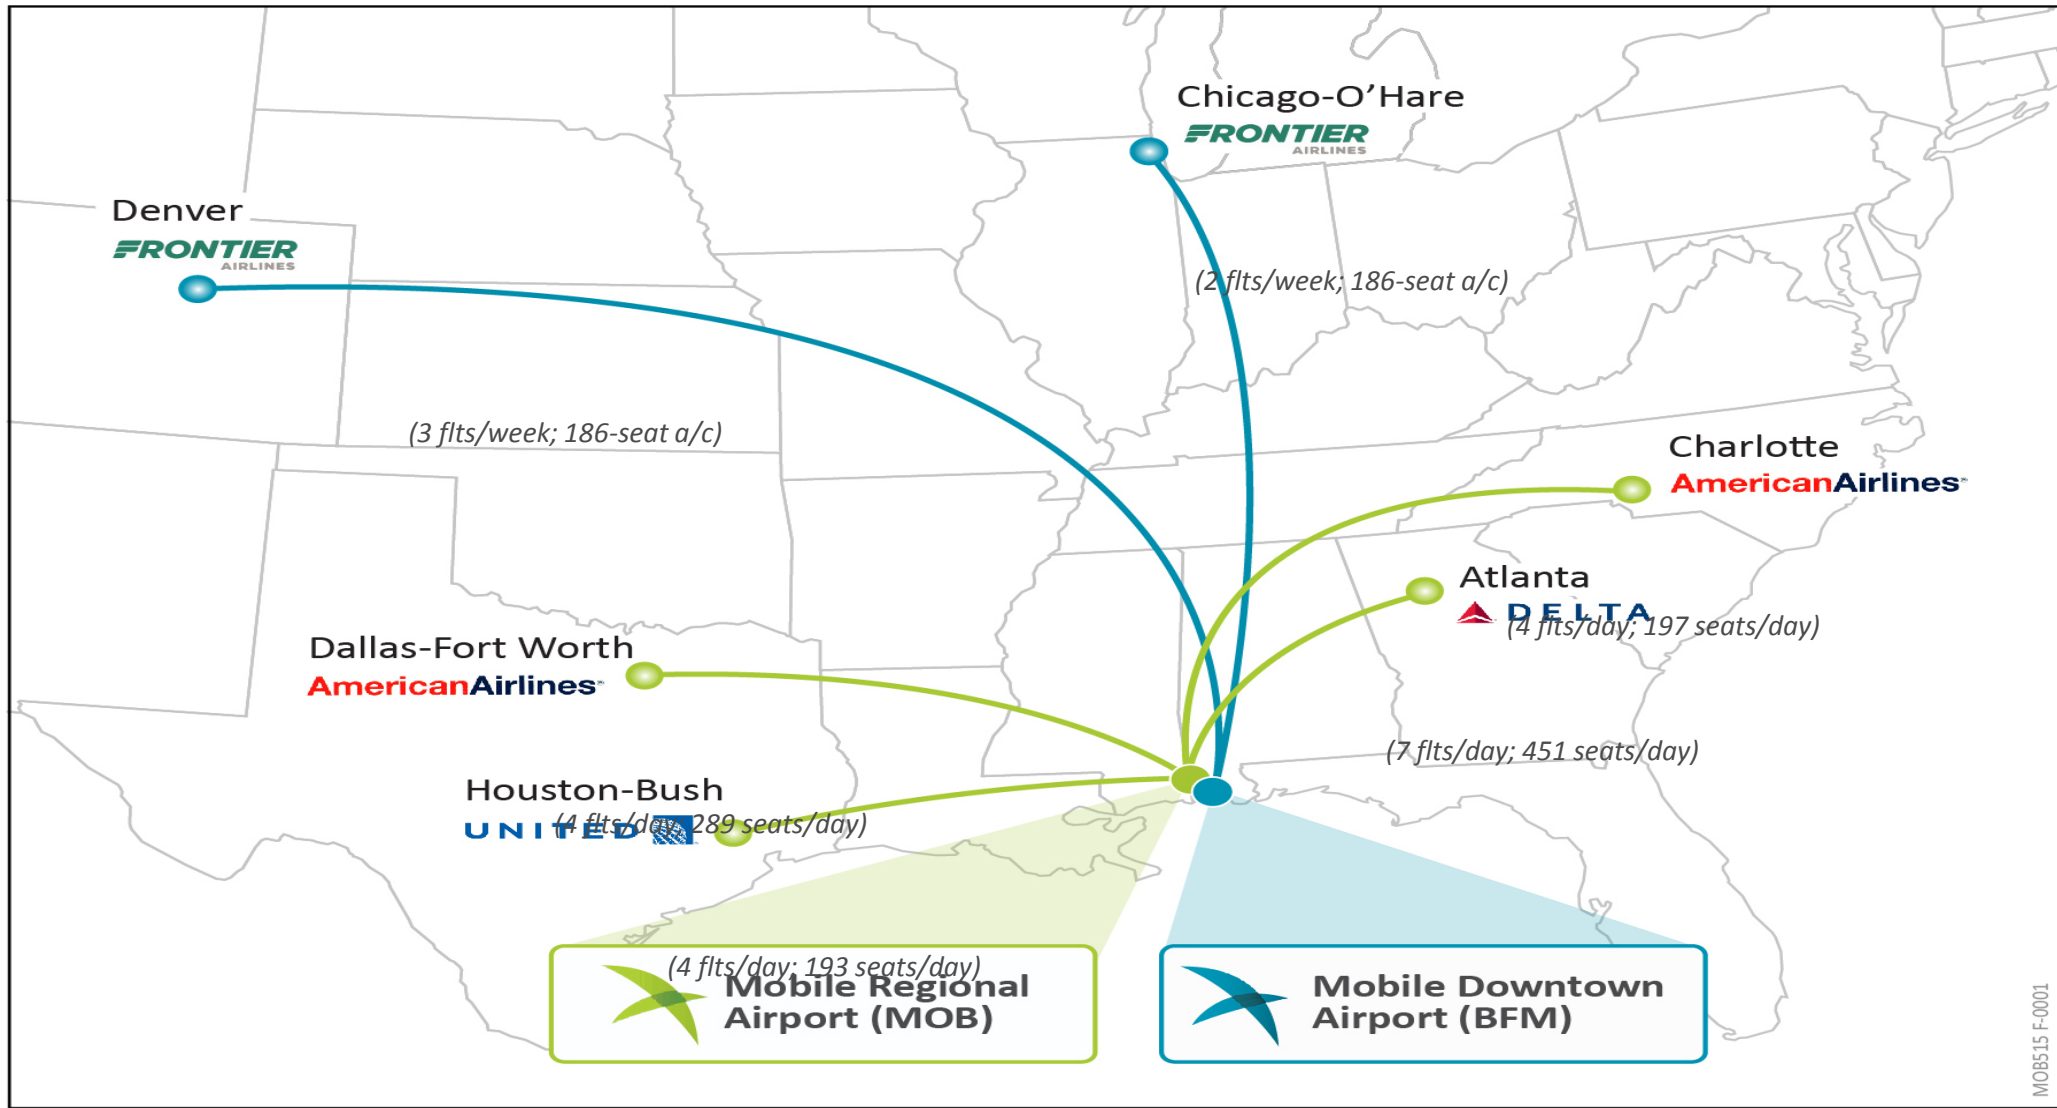 Chicago-O'Hare
FRONTIER
AIRLINES
Denver
FRONTIER
AIRLINES
(2 flts/week; 186-seat a/c)
(3 flts/week; 186-seat a/c)
Charlotte
AmericanAirlines
Atlanta
DELTA
(4 flts/day; 197 seats/day)
Dallas-Fort Worth
AmericanAirlines
(7 flts/day; 451 seats/day)
Houston-Bush
UNITED
(4 flts/day; 289 seats/day)
(4 flts/day; 193 seats/day)
Mobile Regional
Airport (MOB)
Mobile Downtown
Airport (BFM)
MOB515 F-0001